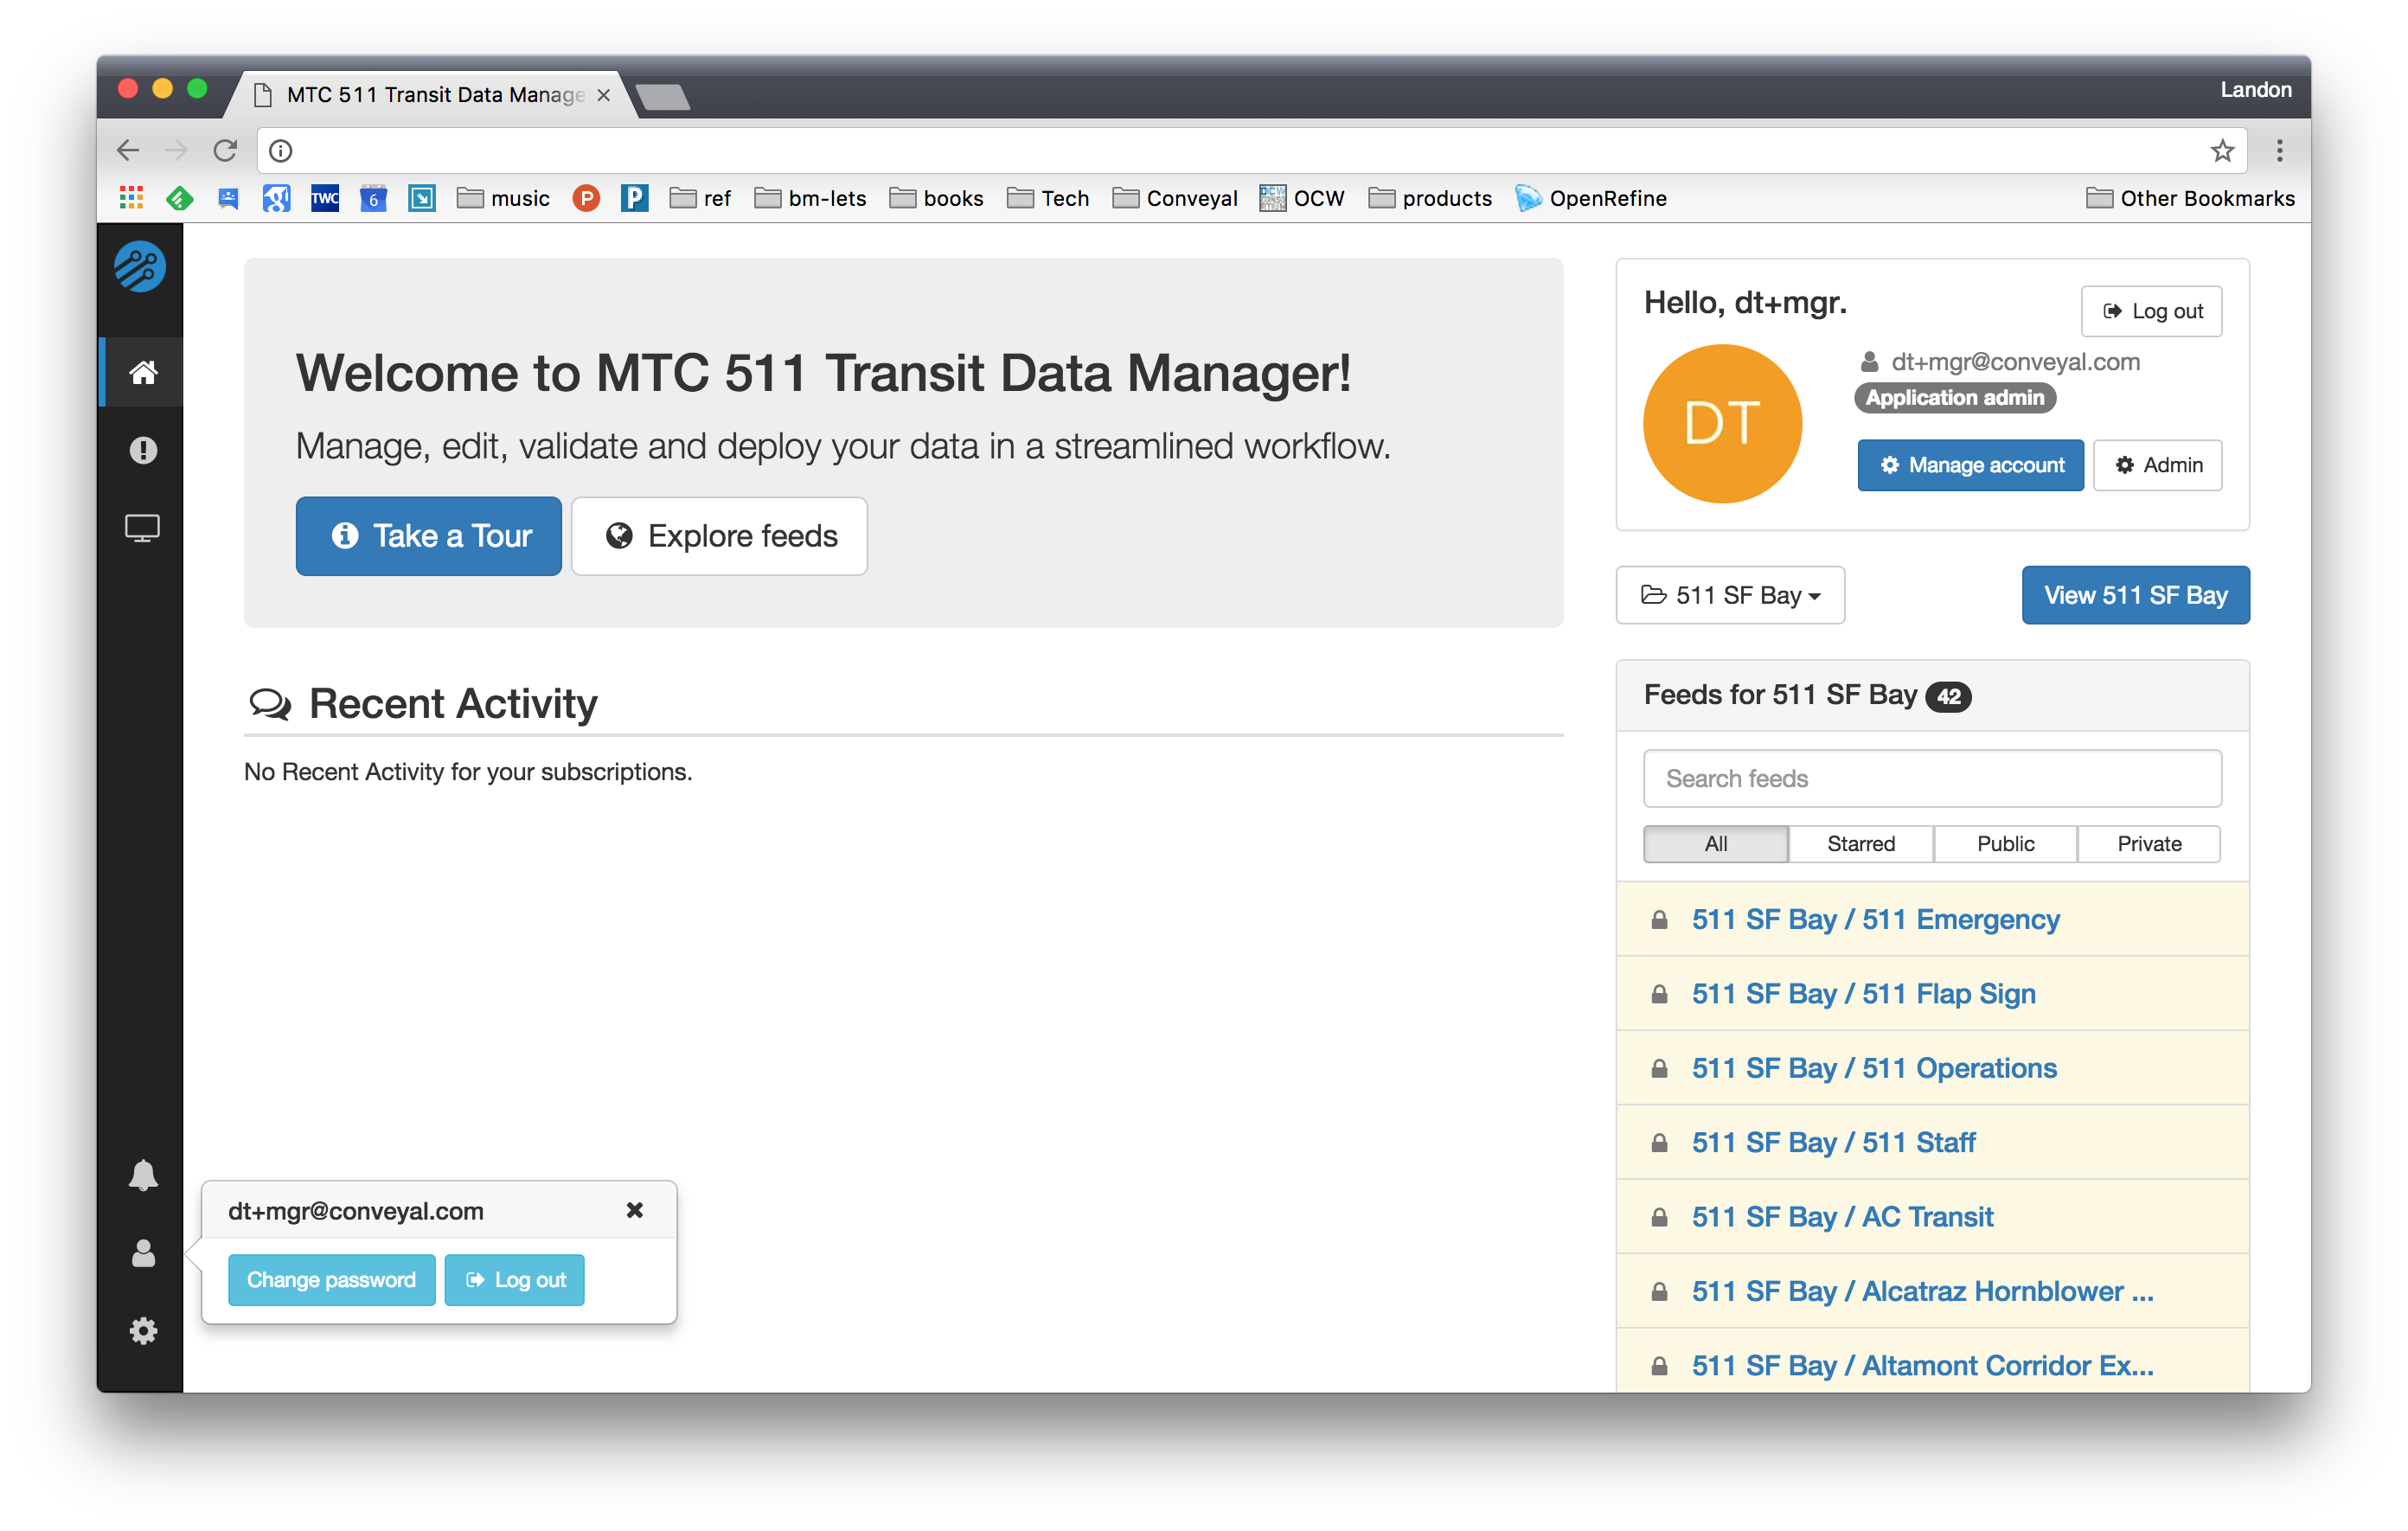 MTC 511 Transit Data Manage
Landon
TWC
6
music
P
P
ref
bm-lets
books
Tech
Conveyal
OCW
products
OpenRefine
Other Bookmarks
Welcome to MTC 511 Transit Data Manager!
Manage, edit, validate and deploy your data in a streamlined workflow.
Take a Tour
Explore feeds
Recent Activity
No Recent Activity for your subscriptions.
dt+mgr@conveyal.com
Change password
Log out
Hello, dt+mgr.
Log out
DT
dt+mgr@conveyal.com
Application admin
Manage account
Admin
511 SF Bay
View 511 SF Bay
Feeds for 511 SF Bay 42
Search feeds
All
Starred
Public
Private
511 SF Bay / 511 Emergency
511 SF Bay / 511 Flap Sign
511 SF Bay / 511 Operations
511 SF Bay / 511 Staff
511 SF Bay / AC Transit
511 SF Bay / Alcatraz Hornblower ...
511 SF Bay / Altamont Corridor Ex...